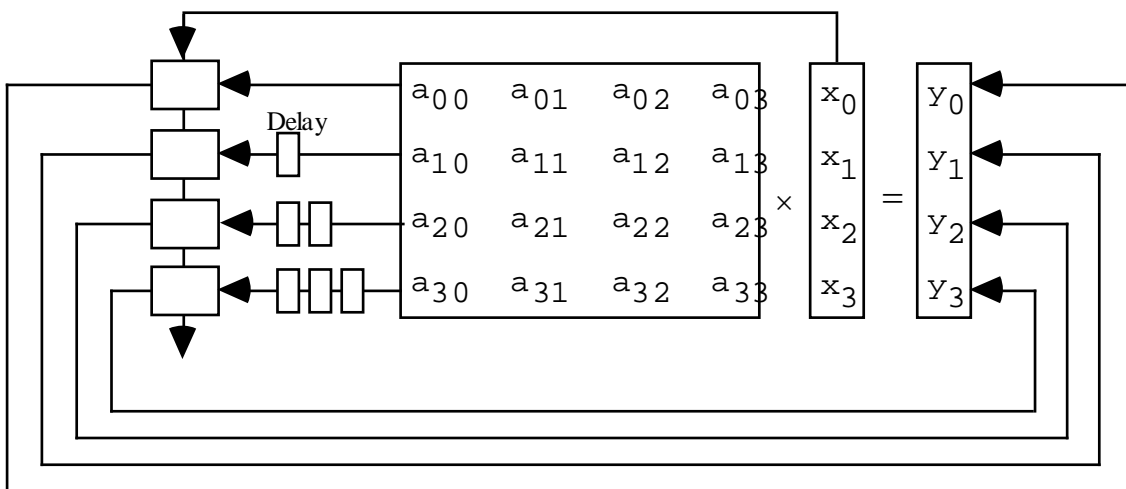 Delay
a00 a01 a02 a03 x0 y0
a10 a11 a12 a13 x1 y1
a20 a21 a22 a23 × x2 = y2
a30 a31 a32 a33 x3 y3